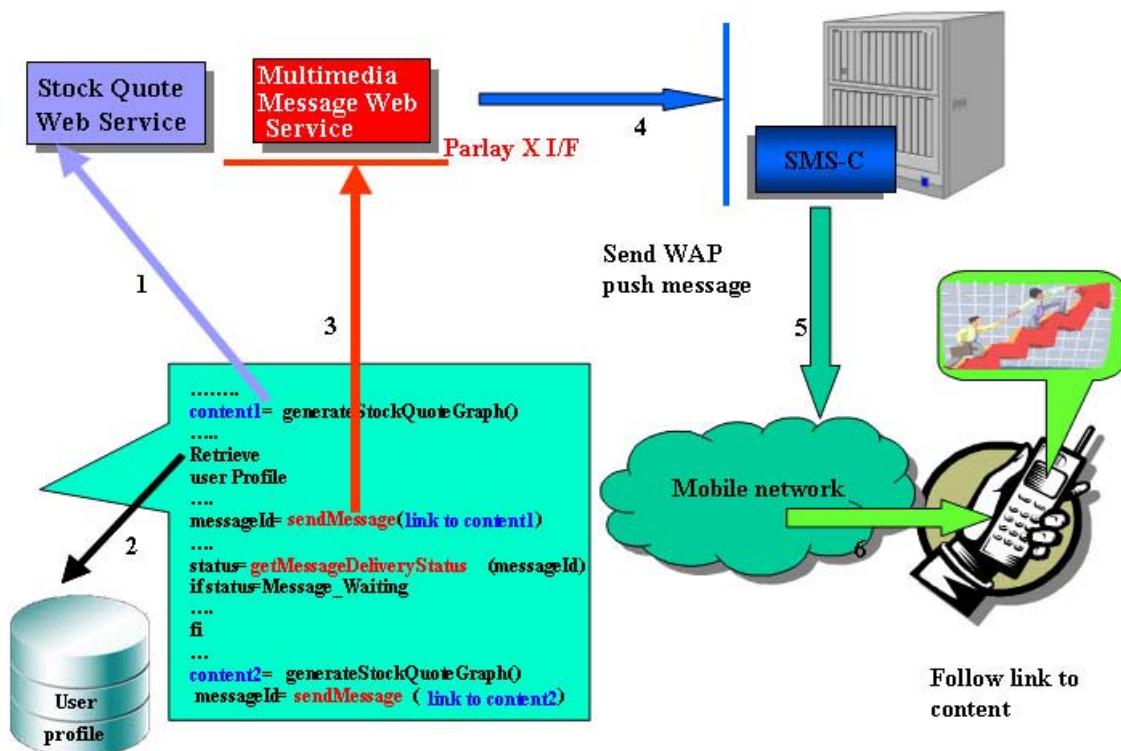 Stock Quote
Web Service
Multimedia
Message Web
Service
Parlay X I/F
4
SMS-C
1
3
Send WAP
push message
5
........
content1= generateStockQuoteGraph()
.....
Retrieve
user Profile
....
messageId= sendMessage(link to content1)
....
status= getMessageDeliveryStatus (messageId)
if status=Message_Waiting
....
fi
...
content2= generateStockQuoteGraph()
messageId= sendMessage ( link to content2)
2
User
profile
Mobile network
6
Follow link to
content